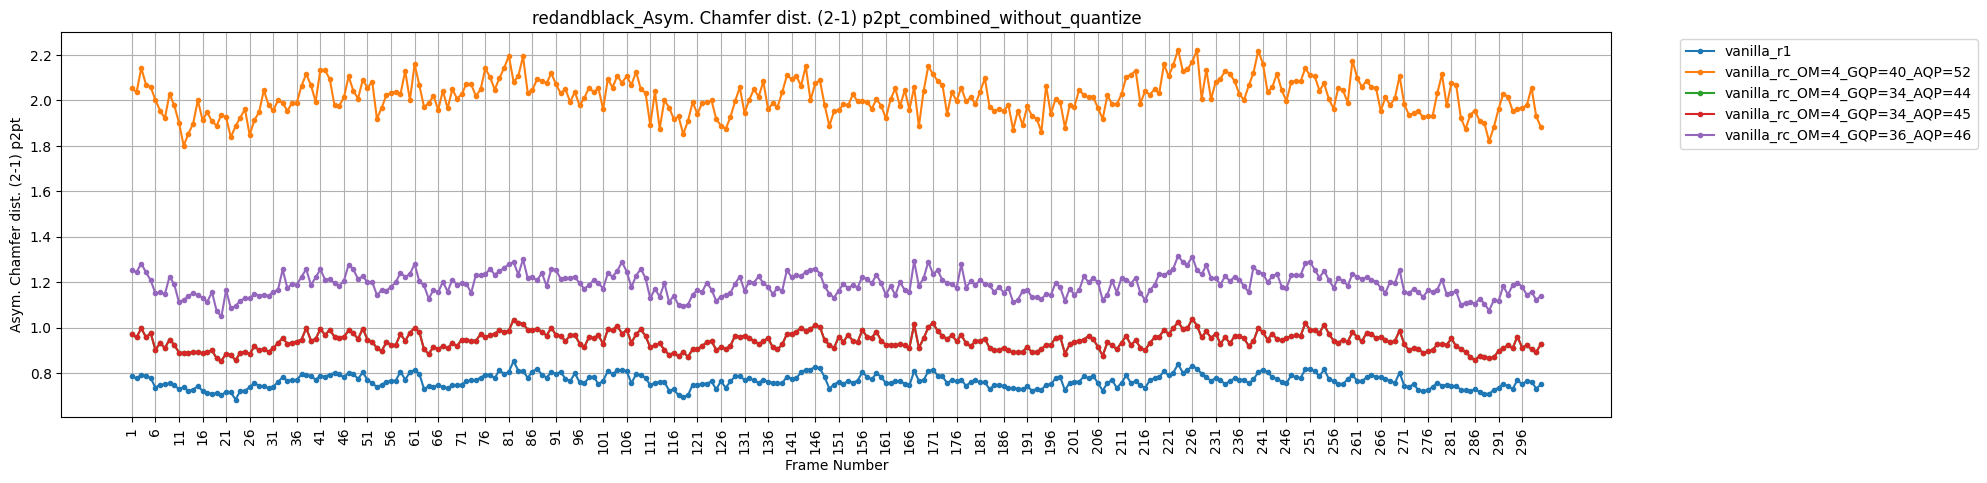 redandblack_Asym. Chamfer dist. (2-1) p2pt_combined_without_quantize
Asym. Chamfer dist. (2-1) p2pt
2.2
2.0
1.8
1.6
1.4
1.2
1.0
0.8
1 6 11 16 21 26 31 36 41 46 51 56 61 66 71 76 81 86 91 96 101 106 111 116 121 126 131 136 141 146 151 156 161 166 171 176 181 186 191 196 201 206 211 216 221 226 231 236 241 246 251 256 261 266 271 276 281 286 291 296
Frame Number
vanilla_r1
vanilla_rc_OM=4_GQP=40_AQP=52
vanilla_rc_OM=4_GQP=34_AQP=44
vanilla_rc_OM=4_GQP=34_AQP=45
vanilla_rc_OM=4_GQP=36_AQP=46